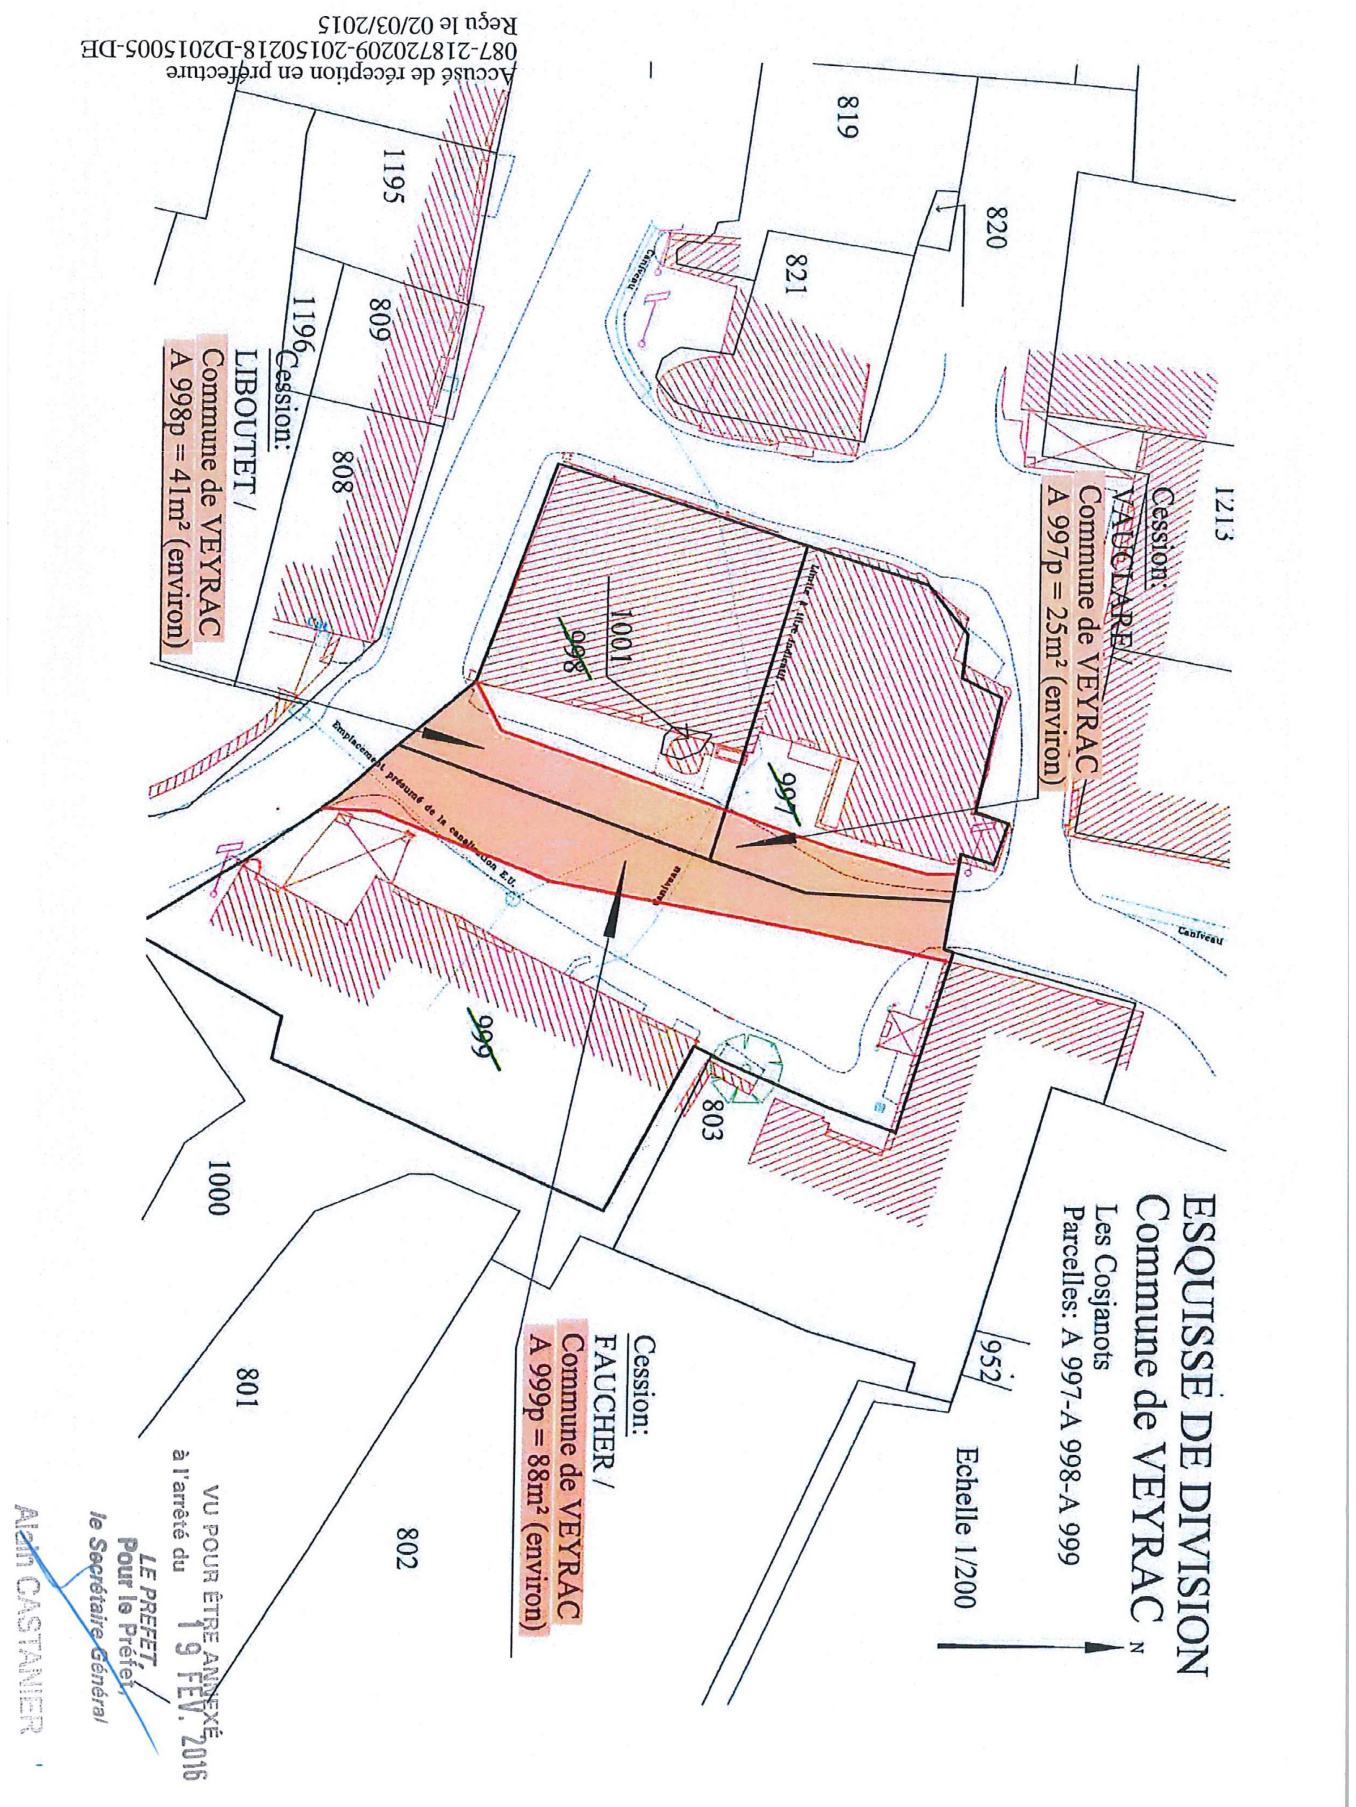 ESQUISSE DE DIVISION
Commune de VEYRAC
N
Les Cosjanots
Parcelles: A 997-A 998-A 999
Echelle 1/200
1213
Cession:
VAUCLARE /
Commune de VEYRAC
A 997p = 25m² (environ)
952
820
819
821
Caniveau
Caniveau
Limite à titre indicatif
997
1001
998
803
Caniveau
Emplacement présumé de la canalisation E.U.
999
Cession:
FAUCHER /
Commune de VEYRAC
A 999p = 88m² (environ)
1195
809
1196
808
Cession:
LIBOUTET /
Commune de VEYRAC
A 998p = 41m² (environ)
1000
801
802
VU POUR ÊTRE ANNEXÉ
à l'arrêté du 19 FEV. 2016
LE PREFET,
Pour le Préfet,
le Secrétaire Général
Alain CASTANIER
Accusé de réception en préfecture
087-218720209-20150218-D2015005-DE
Reçu le 02/03/2015